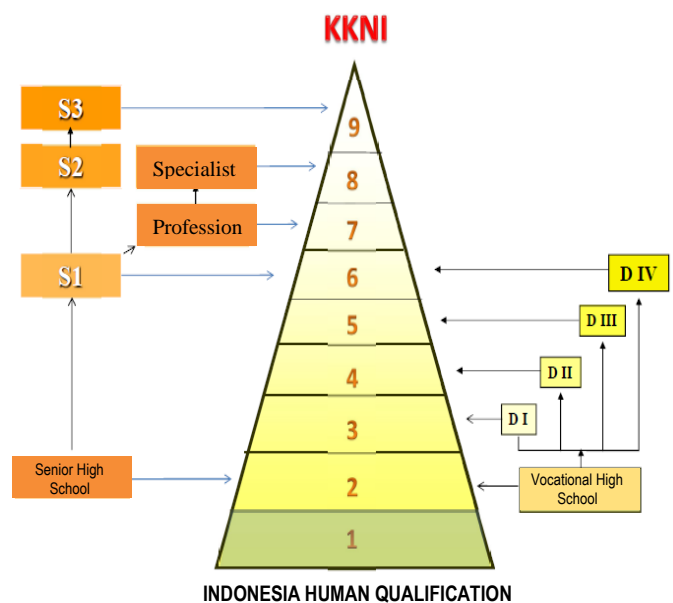 KKNI
S3
S2
Specialist
Profession
S1
Senior High
School
9
8
7
6
5
4
3
2
1
D IV
D III
D II
D I
Vocational High
School
INDONESIA HUMAN QUALIFICATION